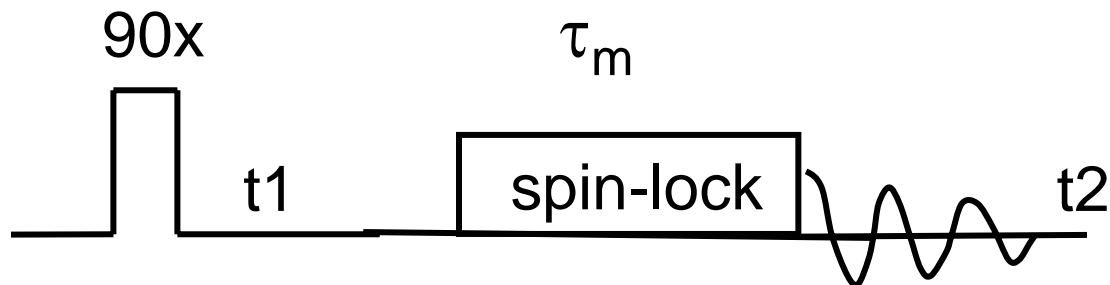 90x
τm
t1
spin-lock
t2